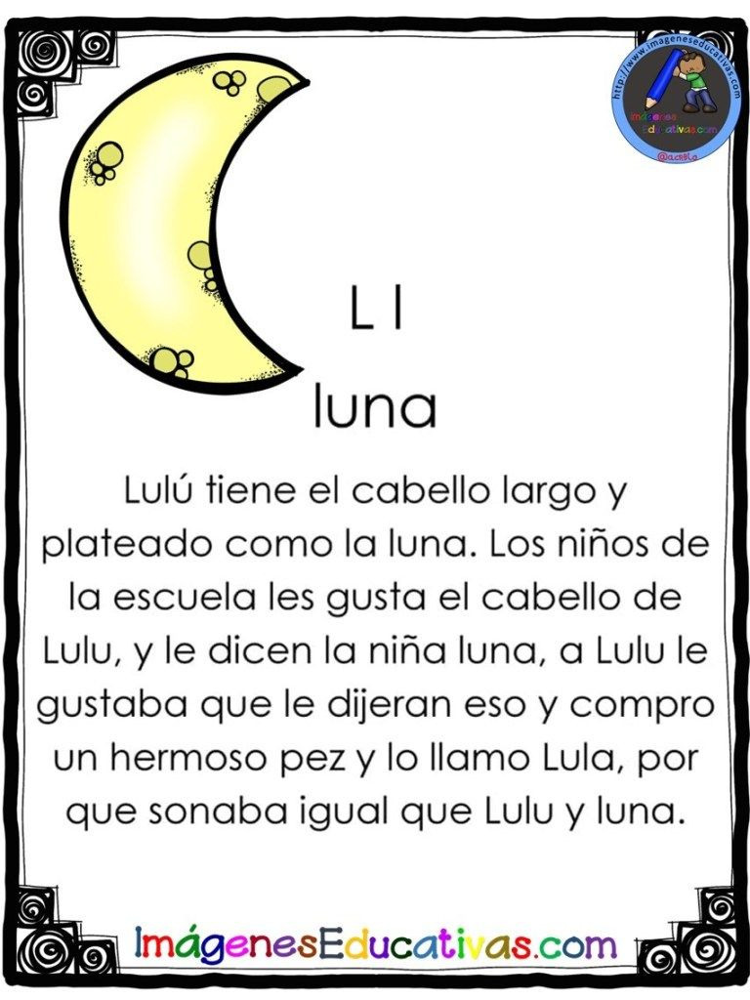 http://www.imageneseducativas.com
Imágenes
Educativas.com
@acrbio
L l
luna
Lulú tiene el cabello largo y
plateado como la luna. Los niños de
la escuela les gusta el cabello de
Lulu, y le dicen la niña luna, a Lulu le
gustaba que le dijeran eso y compro
un hermoso pez y lo llamo Lula, por
que sonaba igual que Lulu y luna.
ImágenesEducativas.com